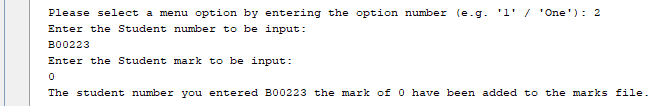 Please select a menu option by entering the option number (e.g. '1' / 'One'): 2
Enter the Student number to be input:
B00223
Enter the Student mark to be input:
0
The student number you entered B00223 the mark of 0 have been added to the marks file.